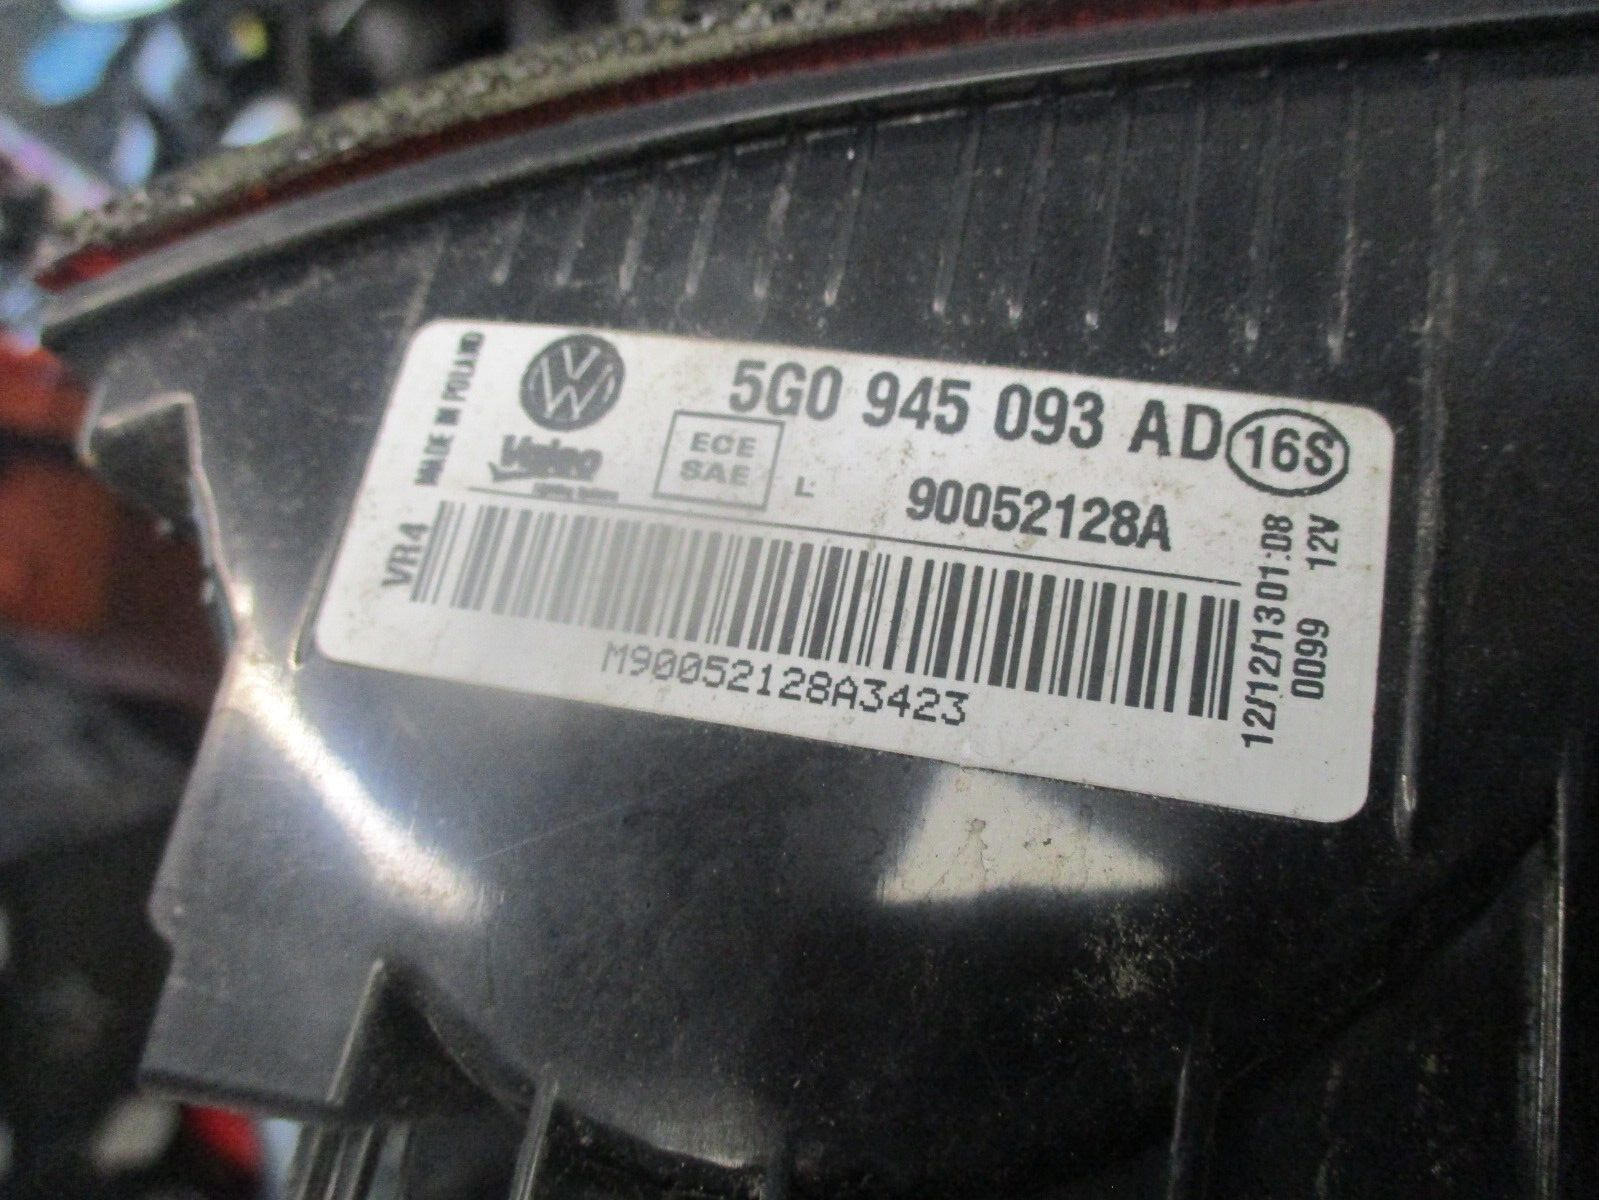 MADE IN POLAND
VW
5G0 945 093 AD 16S
Valeo
ECE
SAE
L
90052128A
VR4
M90052128A3423
12/12/13 01:08
0099 12V